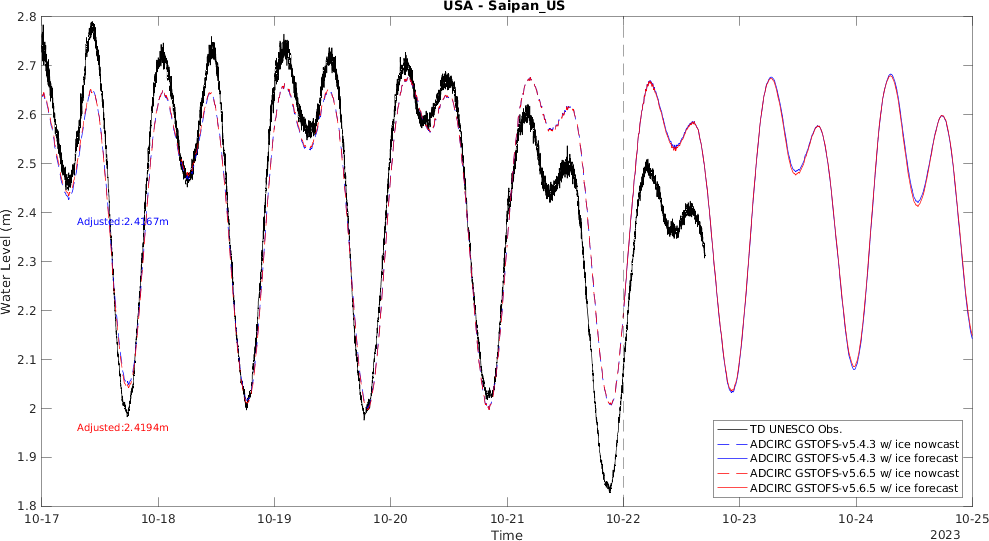 USA - Saipan_US
2.8
2.7
2.6
2.5
2.4
2.3
2.2
2.1
2
1.9
1.8
Water Level (m)
Adjusted:2.4167m
Adjusted:2.4194m
TD UNESCO Obs.
ADCIRC GSTOFS-v5.4.3 w/ ice nowcast
ADCIRC GSTOFS-v5.4.3 w/ ice forecast
ADCIRC GSTOFS-v5.6.5 w/ ice nowcast
ADCIRC GSTOFS-v5.6.5 w/ ice forecast
10-17 10-18 10-19 10-20 10-21 10-22 10-23 10-24 10-25
Time
2023